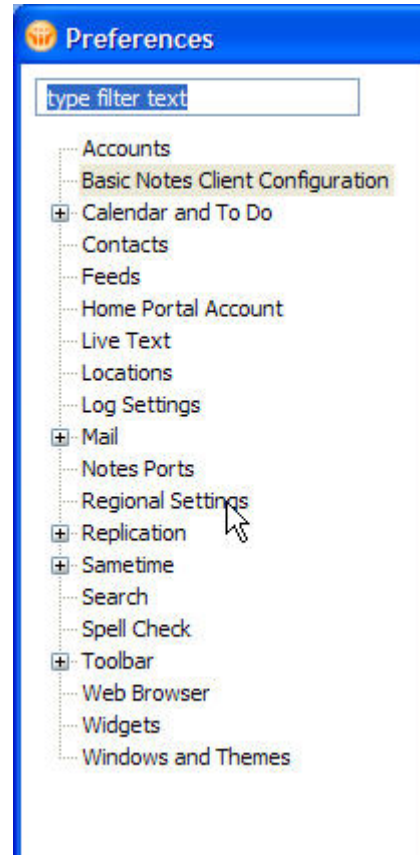 Preferences
type filter text
Accounts
Basic Notes Client Configuration
Calendar and To Do
Contacts
Feeds
Home Portal Account
Live Text
Locations
Log Settings
Mail
Notes Ports
Regional Settings
Replication
Sametime
Search
Spell Check
Toolbar
Web Browser
Widgets
Windows and Themes